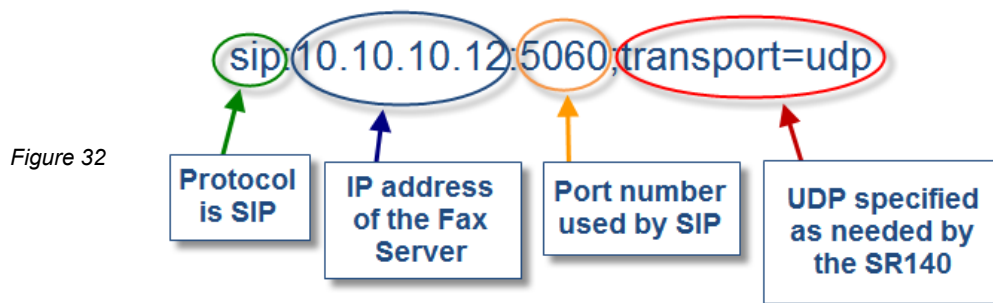 sip:10.10.10.12:5060;transport=udp
Figure 32
Protocol
is SIP
IP address
of the Fax
Server
Port number
used by SIP
UDP specified
as needed by
the SR140